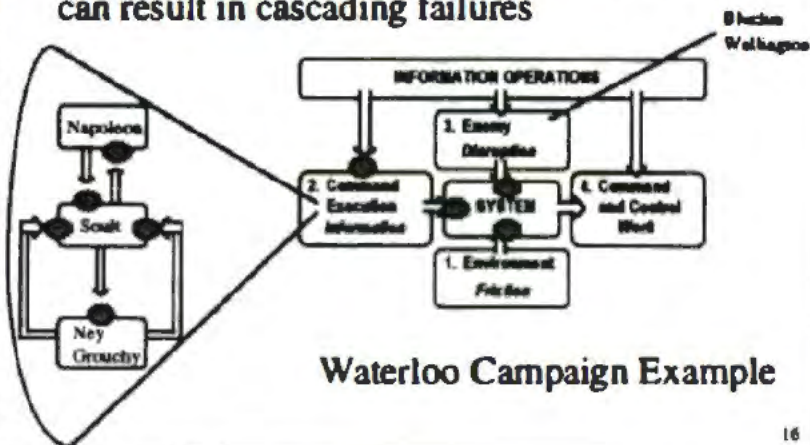 can result in cascading failures
Wellington
INFORMATION OPERATIONS
Napoleon
3. Enemy
Disruption
2. Command
Execution
Information
SYSTEM
4. Command
and Control
Work
Soult
1. Environment
Friction
Ney
Grouchy
Waterloo Campaign Example
16